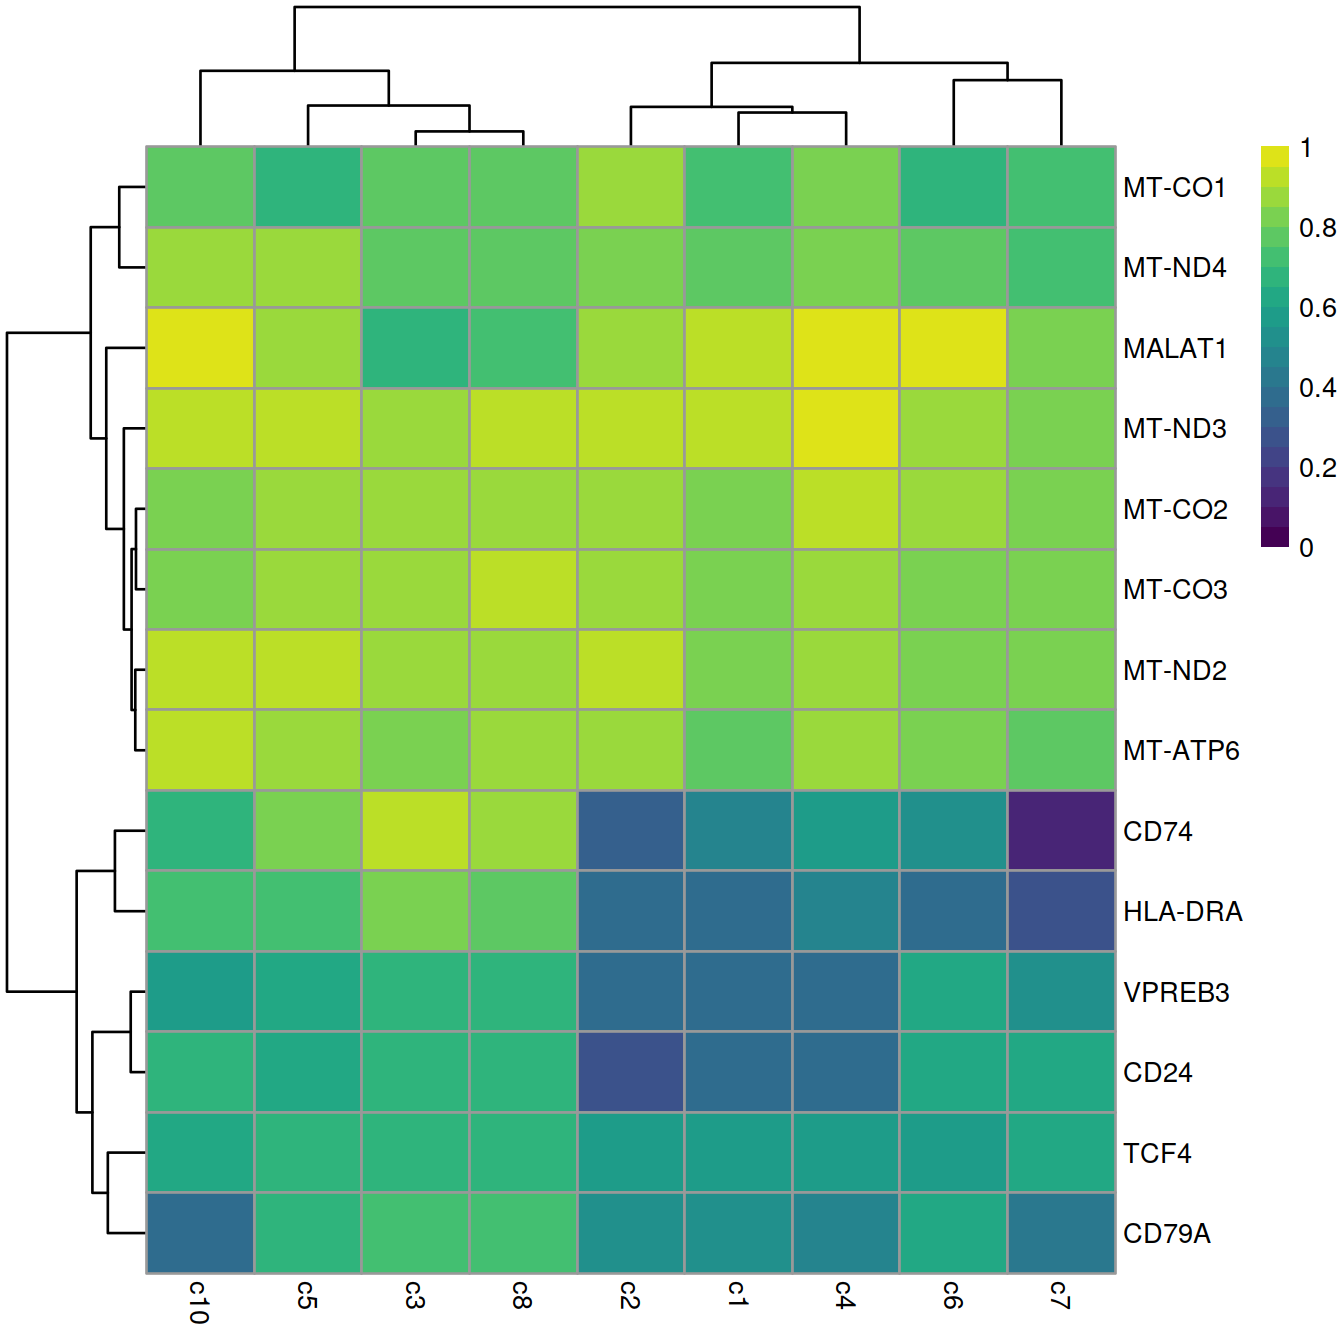 1
MT-CO1
0.8
MT-ND4
0.6
MALAT1
0.4
MT-ND3
0.2
MT-CO2
0
MT-CO3
MT-ND2
MT-ATP6
CD74
HLA-DRA
VPREB3
CD24
TCF4
CD79A
c10
c5
c3
c8
c2
c1
c4
c6
c7